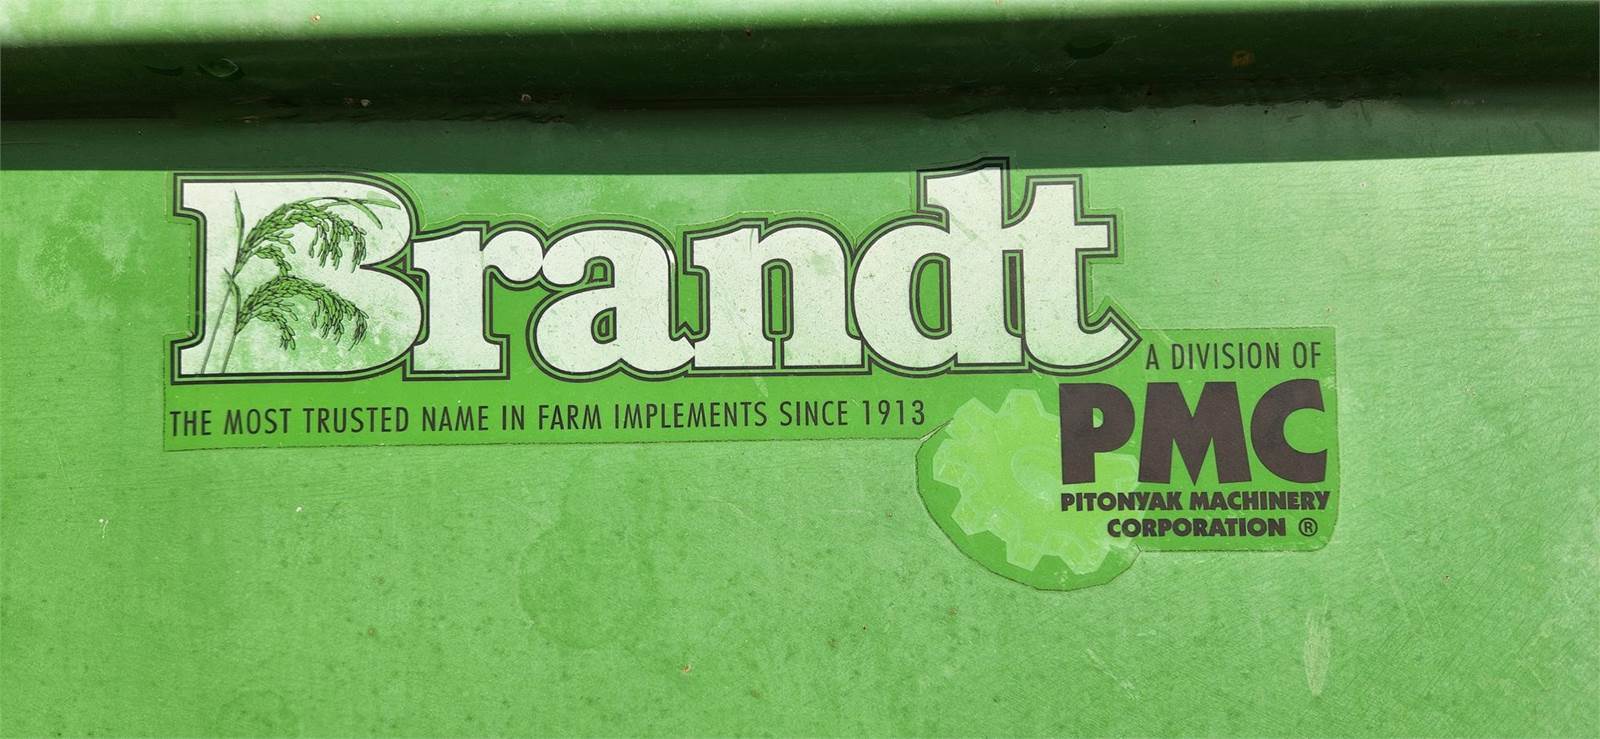 Brandt
THE MOST TRUSTED NAME IN FARM IMPLEMENTS SINCE 1913
A DIVISION OF
PMC
PITONYAK MACHINERY
CORPORATION ®